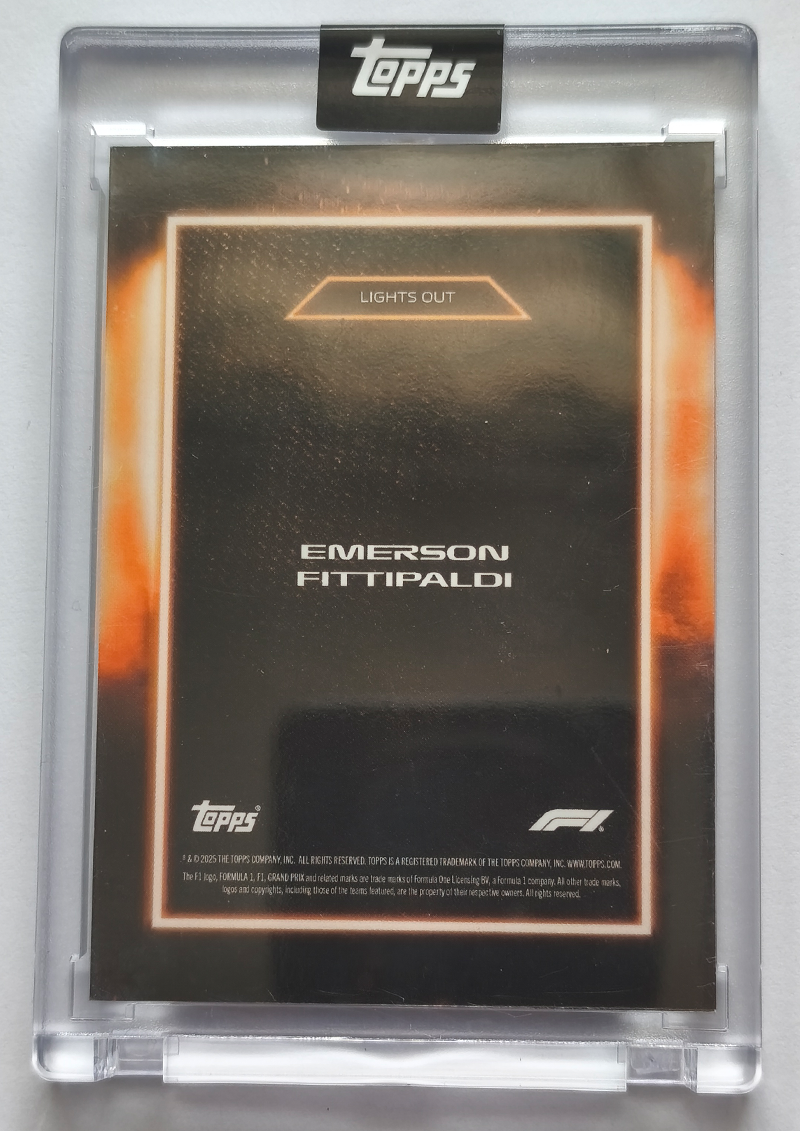 Topps
LIGHTS OUT
EMERSON
FITTIPALDI
Topps®
F1®
® & © 2025 THE TOPPS COMPANY, INC. ALL RIGHTS RESERVED. TOPPS IS A REGISTERED TRADEMARK OF THE TOPPS COMPANY, INC. WWW.TOPPS.COM.
The F1 logo, FORMULA 1, F1, GRAND PRIX and related marks are trade marks of Formula One Licensing BV, a Formula 1 company. All other trade marks,
logos and copyrights, including those of the teams featured, are the property of their respective owners. All rights reserved.